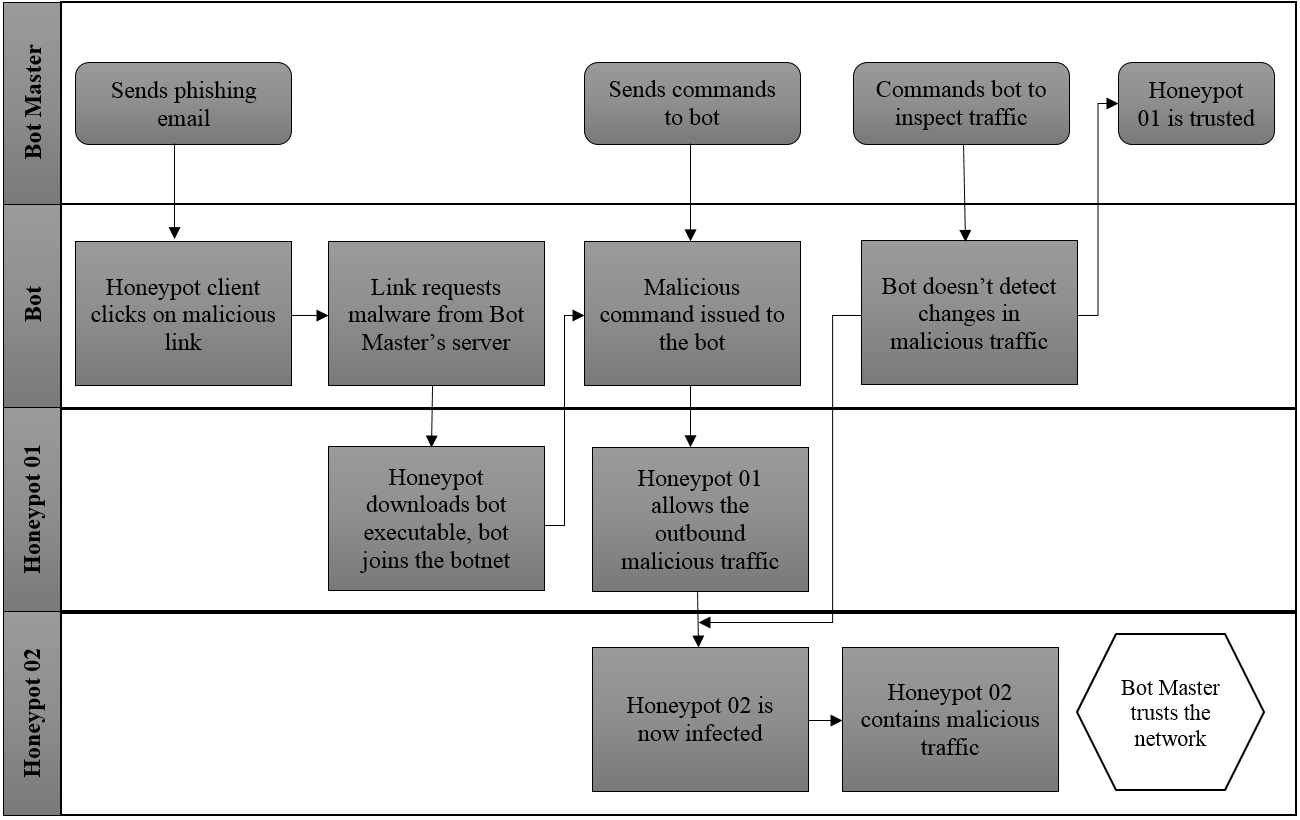 Bot Master
Sends phishing
email
Sends commands
to bot
Commands bot to
inspect traffic
Honeypot
01 is trusted
Bot
Honeypot client
clicks on malicious
link
Link requests
malware from Bot
Master's server
Malicious
command issued to
the bot
Bot doesn't detect
changes in
malicious traffic
Honeypot 01
Honeypot
downloads bot
executable, bot
joins the botnet
Honeypot 01
allows the
outbound
malicious traffic
Honeypot 02
Honeypot 02 is
now infected
Honeypot 02
contains malicious
traffic
Bot Master
trusts the
network